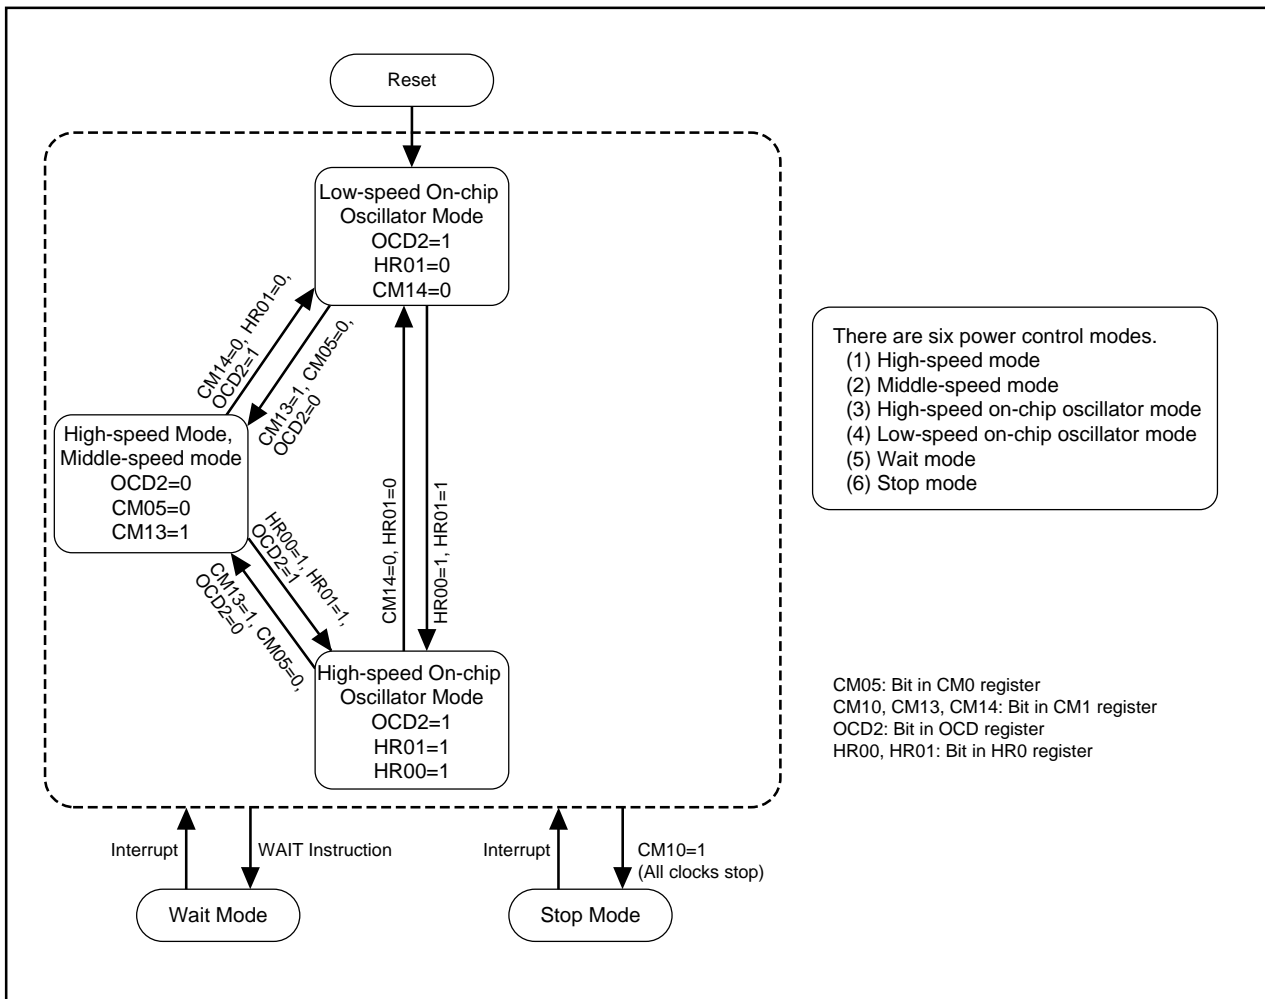 Reset
Low-speed On-chip
Oscillator Mode
OCD2=1
HR01=0
CM14=0
CM14=0, HR01=0,
OCD2=1
CM13=1, CM05=0,
OCD2=0
High-speed Mode,
Middle-speed mode
OCD2=0
CM05=0
CM13=1
HR00=1, HR01=1,
OCD2=1
CM13=1, CM05=0,
OCD2=0
CM14=0, HR01=0
HR00=1, HR01=1
High-speed On-chip
Oscillator Mode
OCD2=1
HR01=1
HR00=1
There are six power control modes.
(1) High-speed mode
(2) Middle-speed mode
(3) High-speed on-chip oscillator mode
(4) Low-speed on-chip oscillator mode
(5) Wait mode
(6) Stop mode
CM05: Bit in CM0 register
CM10, CM13, CM14: Bit in CM1 register
OCD2: Bit in OCD register
HR00, HR01: Bit in HR0 register
Interrupt
WAIT Instruction
Interrupt
CM10=1
(All clocks stop)
Wait Mode
Stop Mode